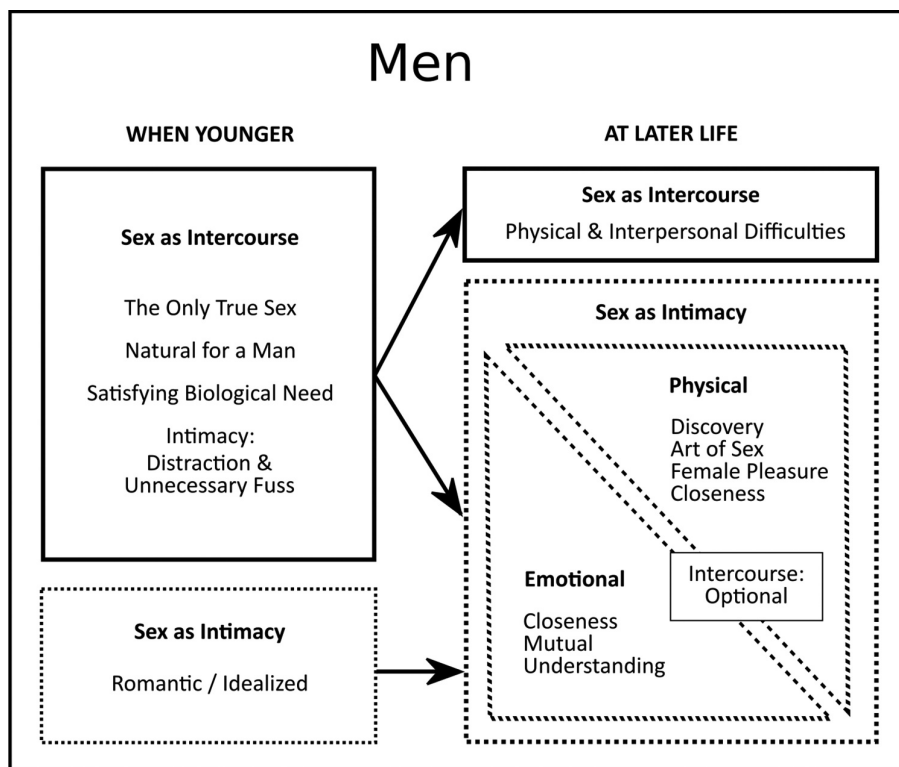 Men
WHEN YOUNGER
Sex as Intercourse
The Only True Sex
Natural for a Man
Satisfying Biological Need
Intimacy:
Distraction &
Unnecessary Fuss
Sex as Intimacy
Romantic / Idealized
AT LATER LIFE
Sex as Intercourse
Physical & Interpersonal Difficulties
Sex as Intimacy
Physical
Discovery
Art of Sex
Female Pleasure
Closeness
Emotional
Closeness
Mutual
Understanding
Intercourse:
Optional